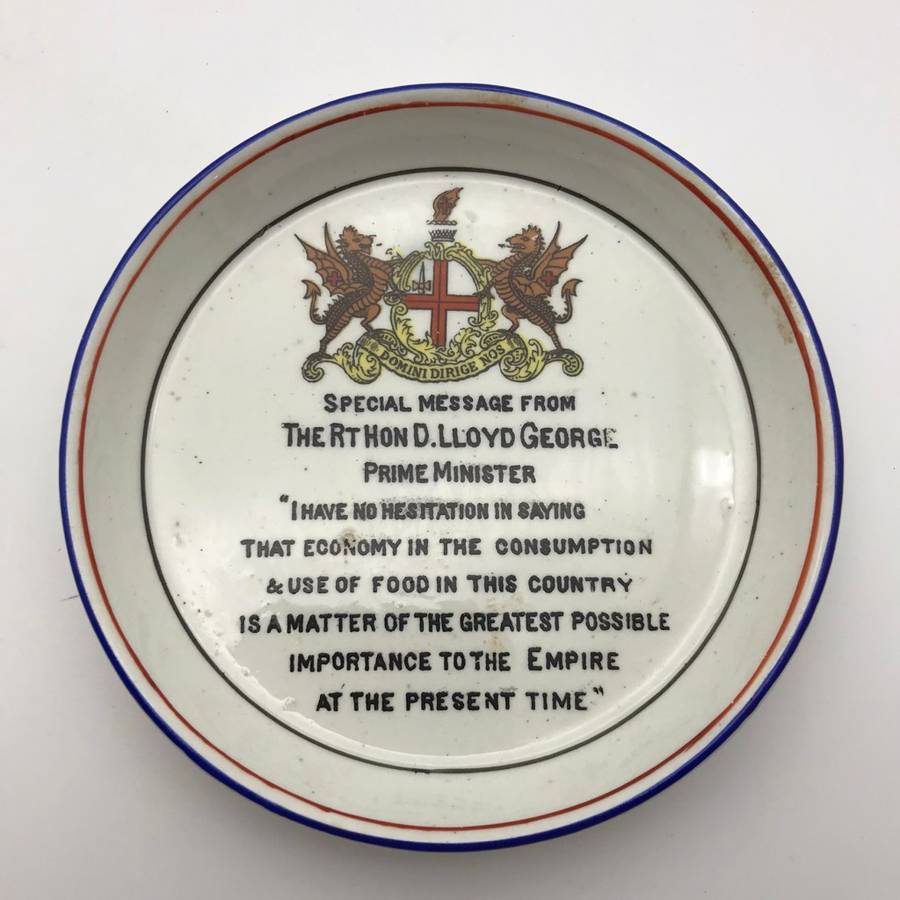 DOMINI DIRIGE NOS
SPECIAL MESSAGE FROM
THE RT HON D. LLOYD GEORGE
PRIME MINISTER
"I HAVE NO HESITATION IN SAYING
THAT ECONOMY IN THE CONSUMPTION
& USE OF FOOD IN THIS COUNTRY
IS A MATTER OF THE GREATEST POSSIBLE
IMPORTANCE TO THE EMPIRE
AT THE PRESENT TIME"